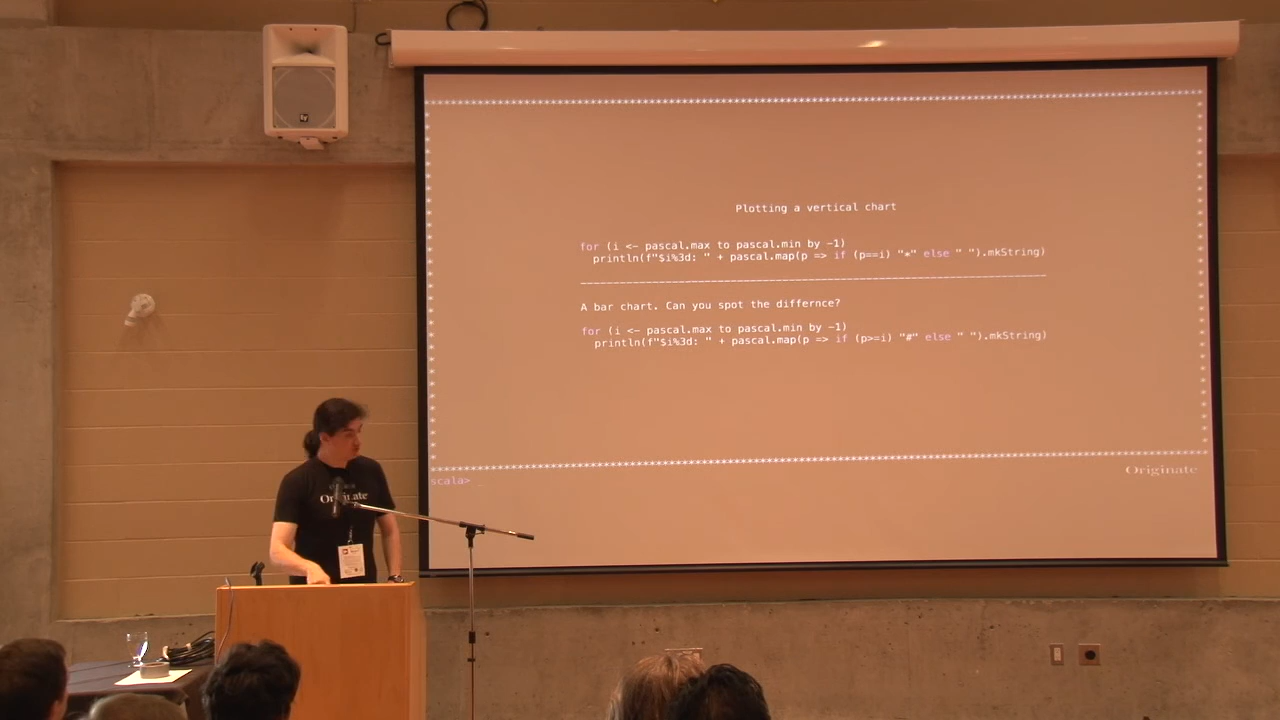 Plotting a vertical chart
for (i <- pascal.max to pascal.min by -1)
println(f"$i%3d: " + pascal.map(p => if (p==i) "*" else " ").mkString)
A bar chart. Can you spot the differnce?
for (i <- pascal.max to pascal.min by -1)
println(f"$i%3d: " + pascal.map(p => if (p>=i) "#" else " ").mkString)
Originate
scala> _